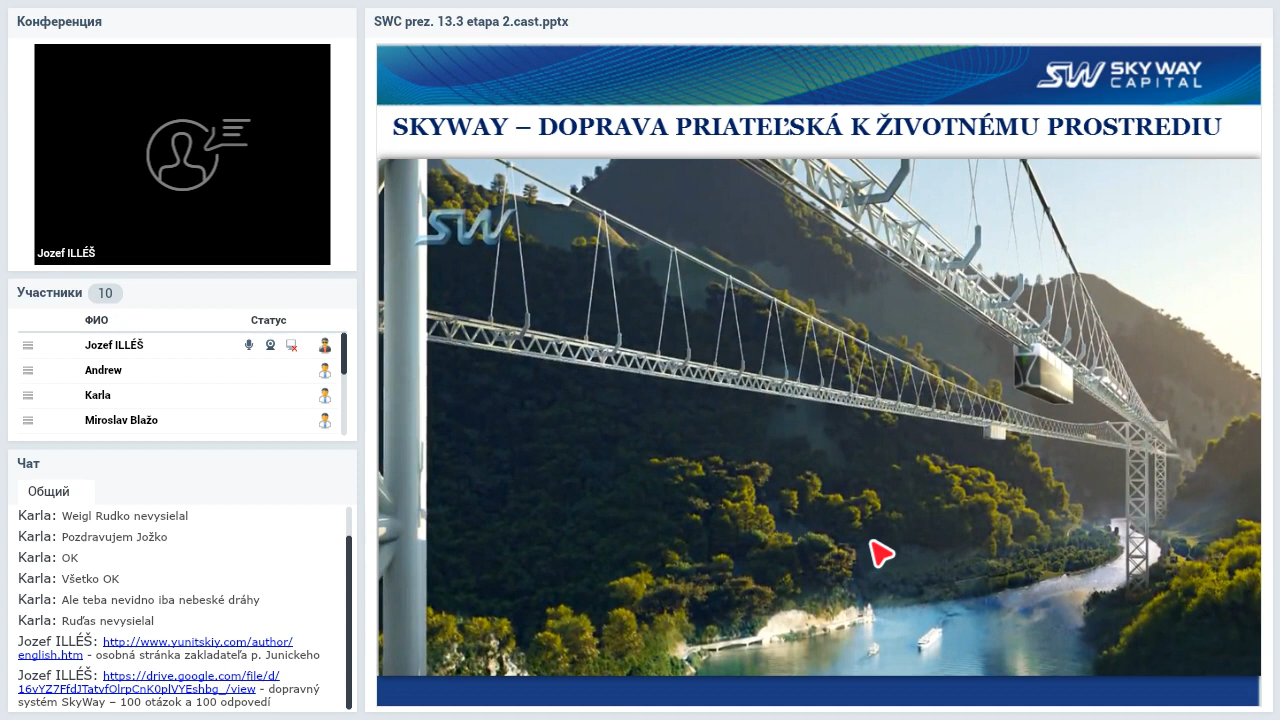 Конференция
Jozef ILLÉŠ
Участники 10
ФИО Статус
Jozef ILLÉŠ
Andrew
Karla
Miroslav Blažo
Чат
Общий
Karla: Weigl Rudko nevysielal
Karla: Pozdravujem Jožko
Karla: OK
Karla: Všetko OK
Karla: Ale teba nevidno iba nebeské dráhy
Karla: Ruďas nevysielal
Jozef ILLÉŠ: http://www.yunitskiy.com/author/
english.htm - osobná stránka zakladateľa p. Junickeho
Jozef ILLÉŠ: https://drive.google.com/file/d/
16vYZ7FfdJTatvfOlrpCnK0plVYEshbg_/view - dopravný
systém SkyWay – 100 otázok a 100 odpovedí
SWC prez. 13.3 etapa 2.cast.pptx
SW SKY WAY
CAPITAL
SKYWAY – DOPRAVA PRIATEĽSKÁ K ŽIVOTNÉMU PROSTREDIU
SW